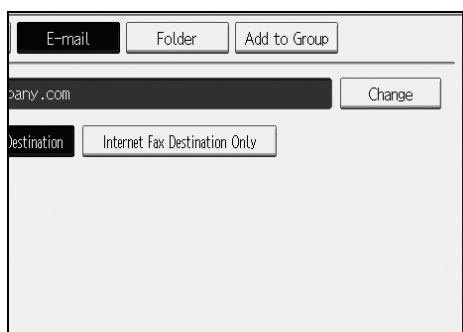 E-mail Folder Add to Group
pany.com Change
Destination Internet Fax Destination Only